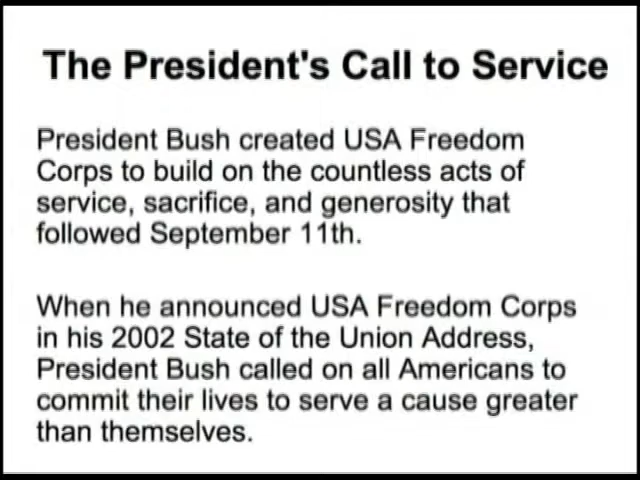 The President's Call to Service
President Bush created USA Freedom
Corps to build on the countless acts of
service, sacrifice, and generosity that
followed September 11th.
When he announced USA Freedom Corps
in his 2002 State of the Union Address,
President Bush called on all Americans to
commit their lives to serve a cause greater
than themselves.